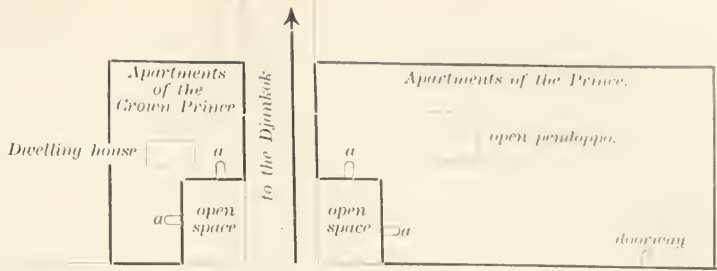 Apartments
of the
Crown Prince
Dwelling house
a
a
open
space
to the Djankok
Apartments of the Prince.
open pendoppo.
a
open
space
a
doorway